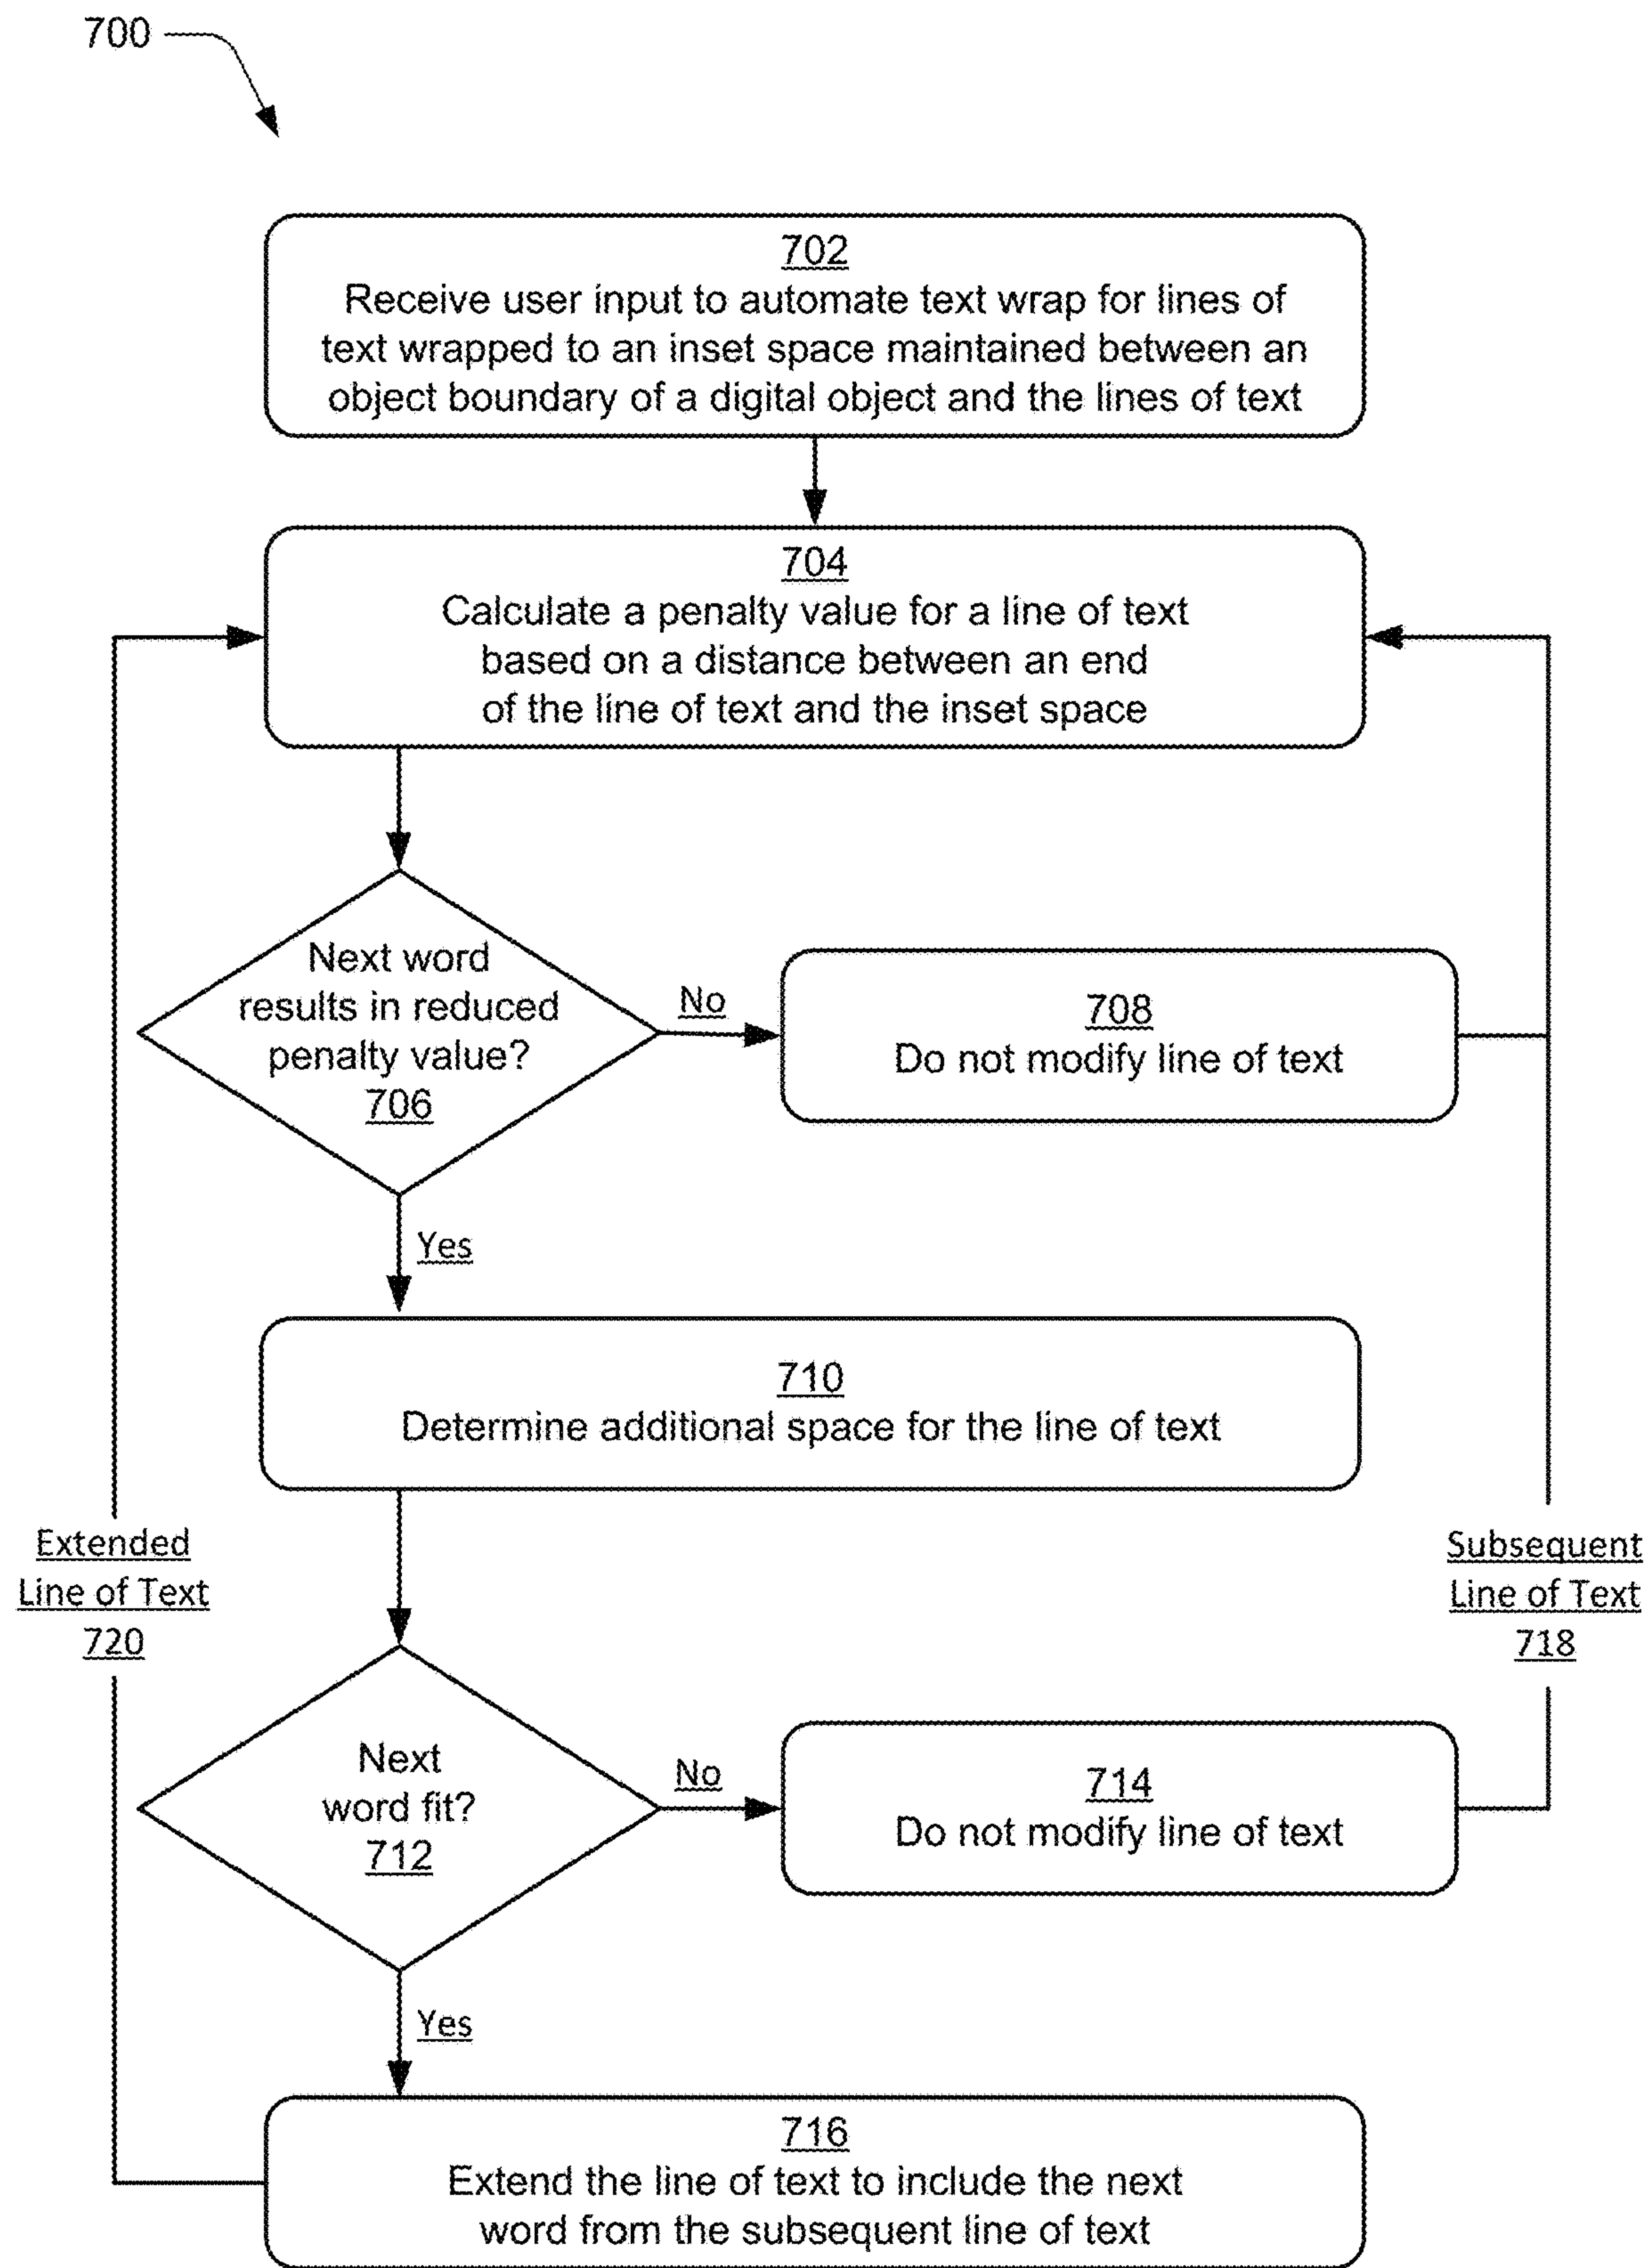 700
702
Receive user input to automate text wrap for lines of
text wrapped to an inset space maintained between an
object boundary of a digital object and the lines of text
704
Calculate a penalty value for a line of text
based on a distance between an end
of the line of text and the inset space
Next word
results in reduced
penalty value?
706
No
708
Do not modify line of text
Yes
710
Determine additional space for the line of text
Extended
Line of Text
720
Subsequent
Line of Text
718
Next
word fit?
712
No
714
Do not modify line of text
Yes
716
Extend the line of text to include the next
word from the subsequent line of text